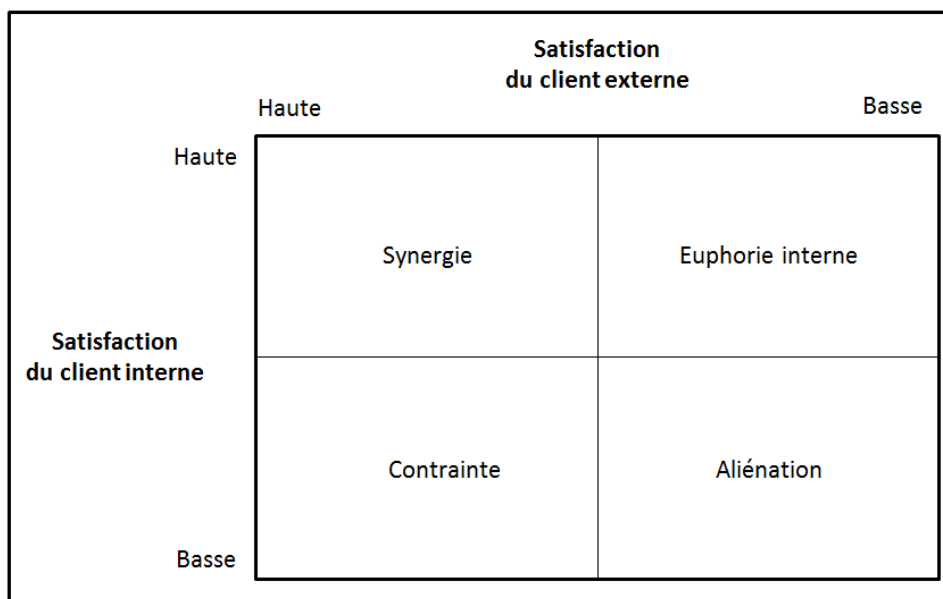 Satisfaction
du client externe
Haute
Basse
Haute
Synergie
Euphorie interne
Satisfaction
du client interne
Contrainte
Aliénation
Basse